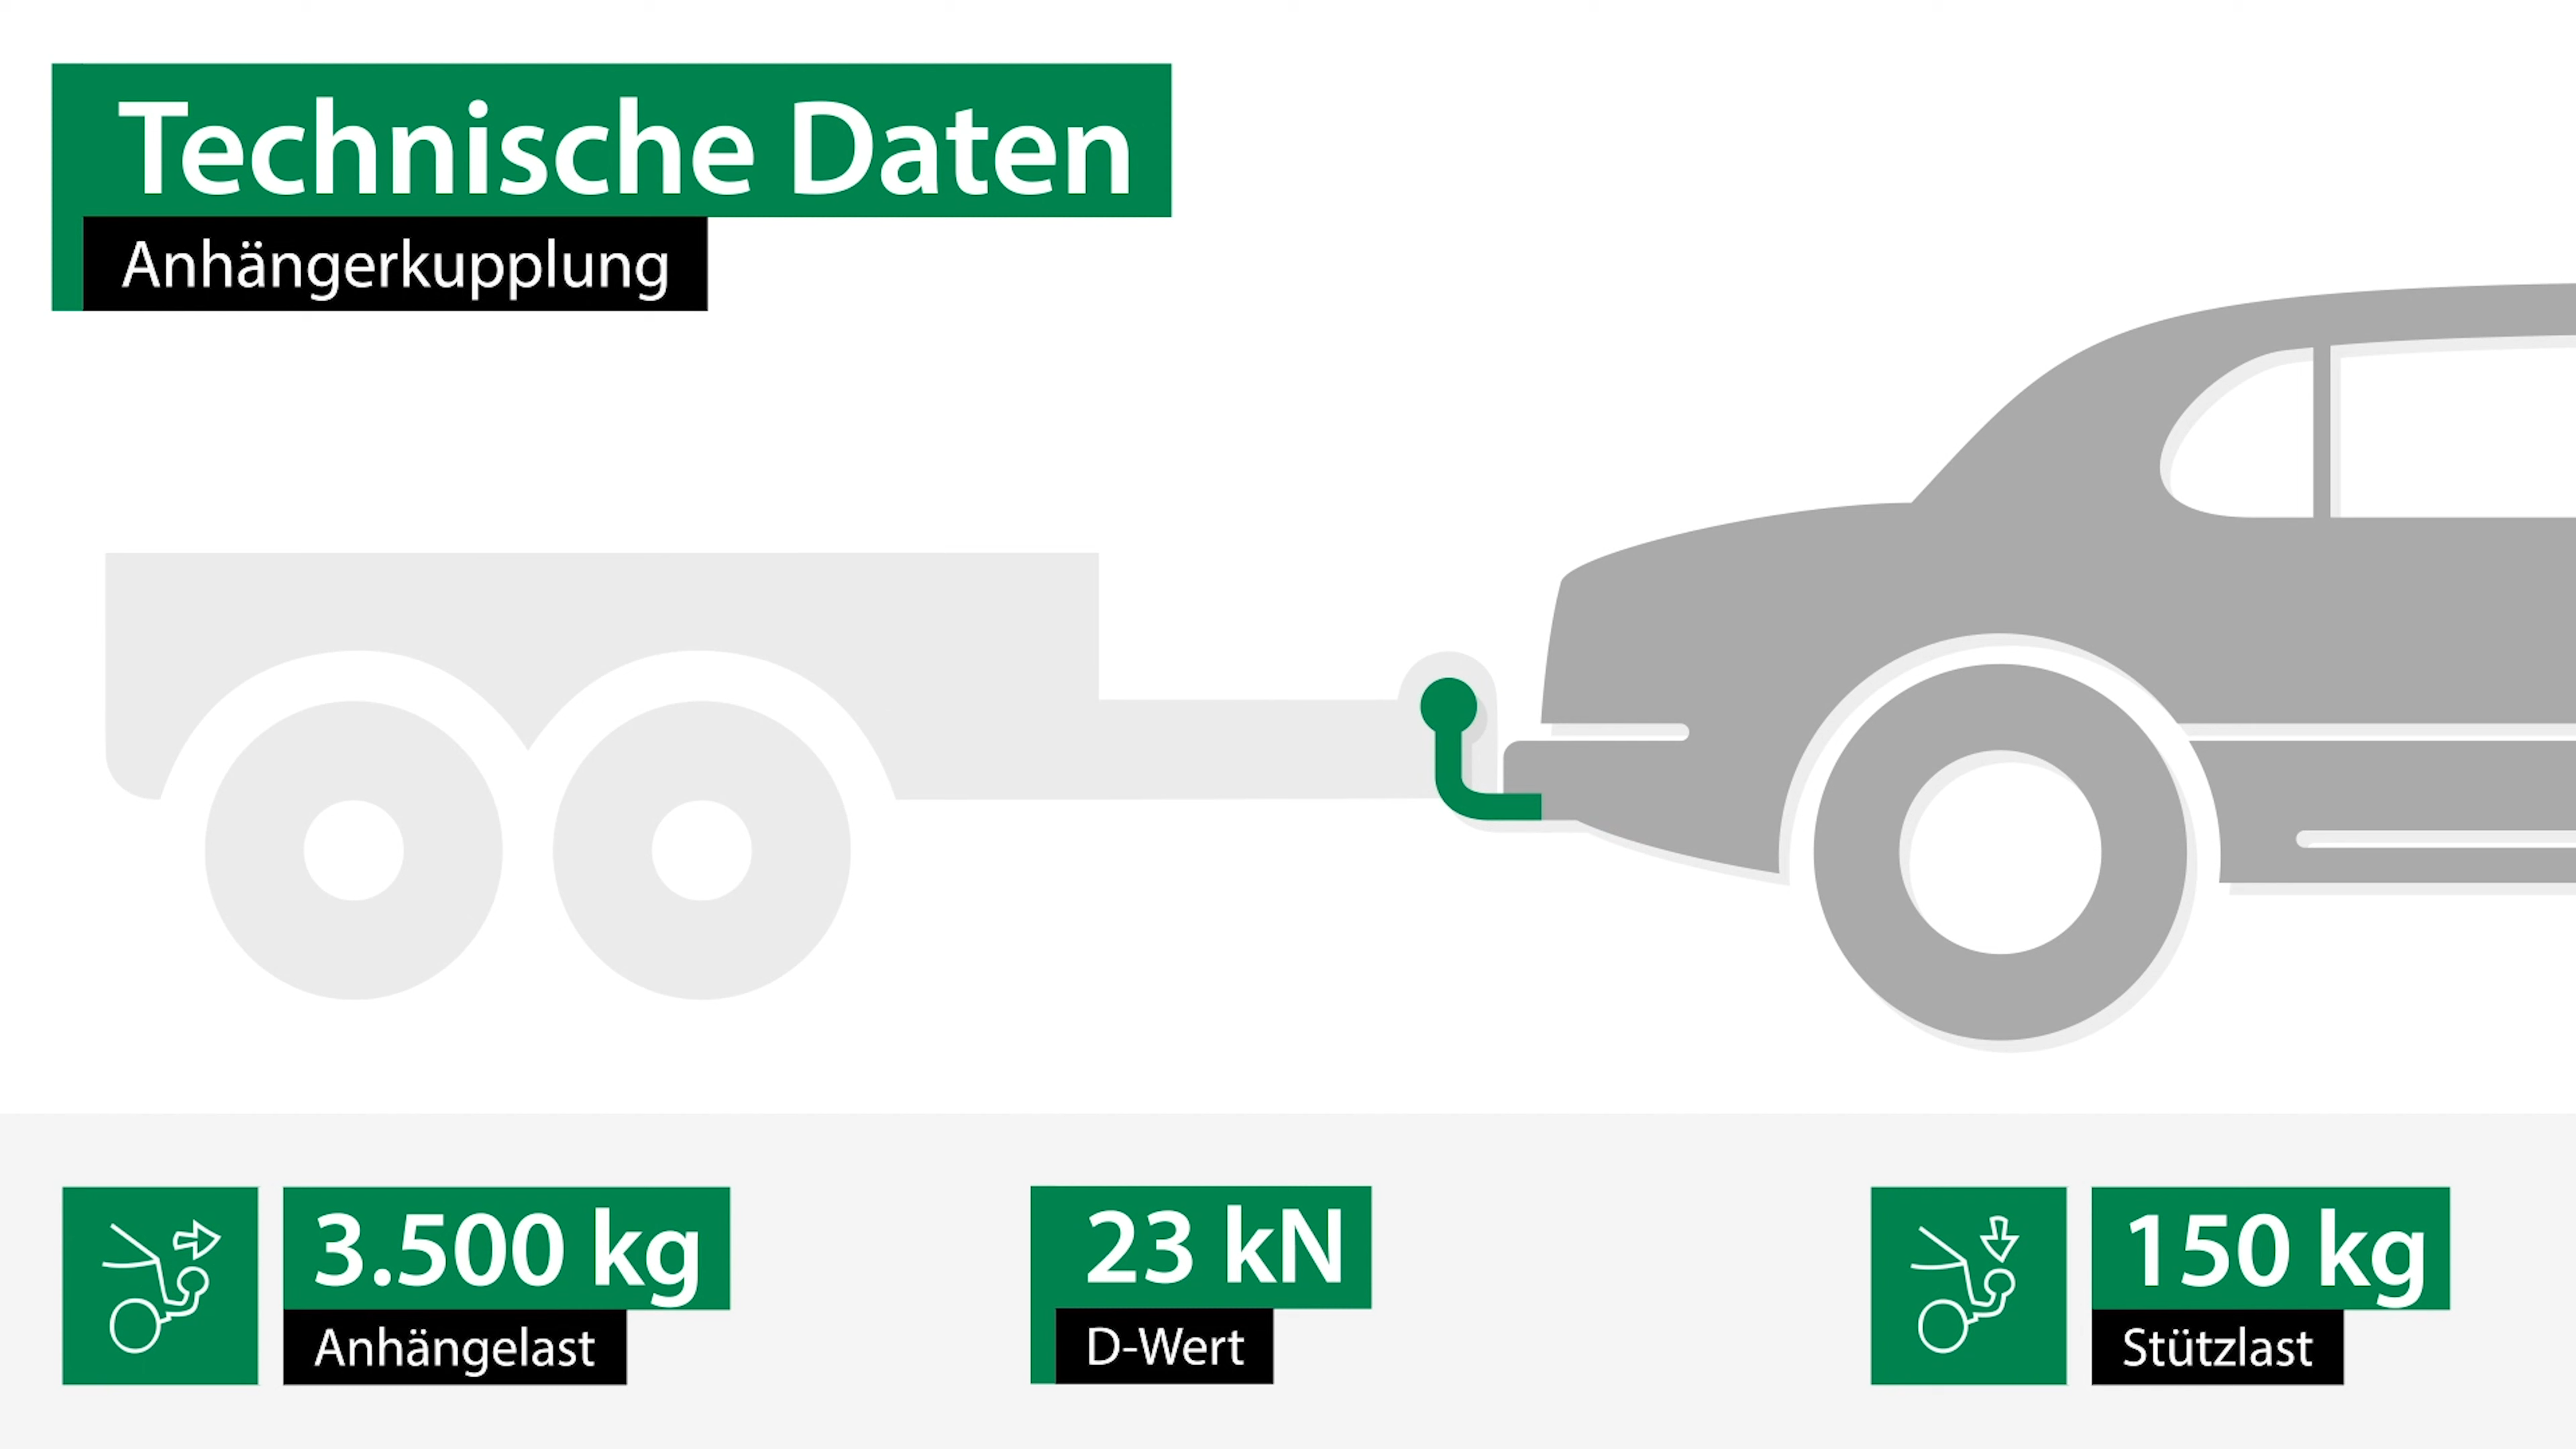 Technische Daten
Anhängerkupplung
3.500 kg
Anhängelast
23 kN
D-Wert
150 kg
Stützlast